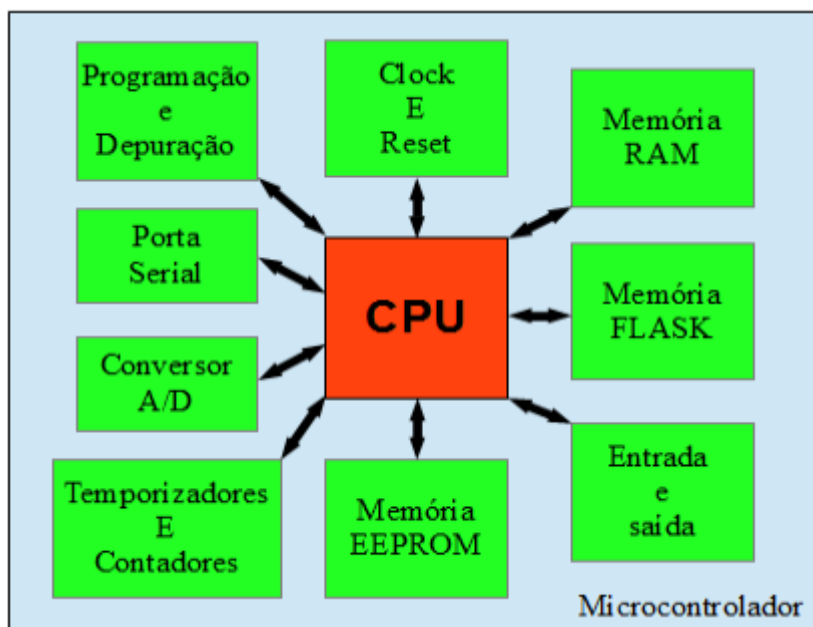 Programação
e
Depuração
Clock
E
Reset
Memória
RAM
Porta
Serial
CPU
Memória
FLASK
Conversor
A/D
Temporizadores
E
Contadores
Memória
EEPROM
Entrada
e
saída
Microcontrolador